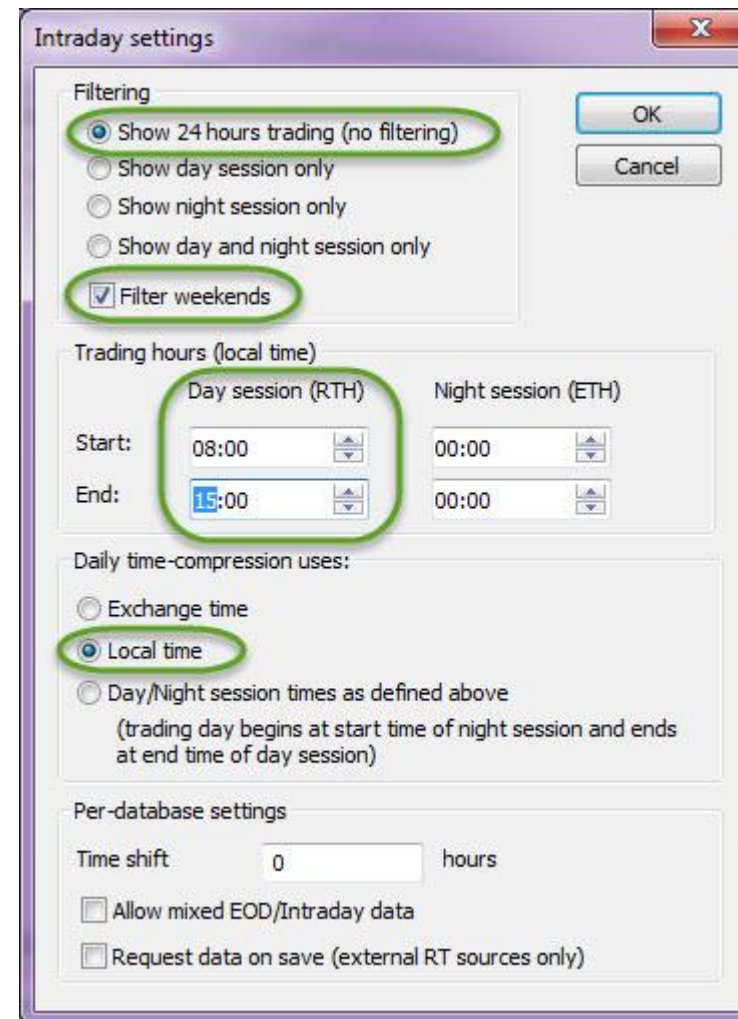 Intraday settings
x
Filtering
OK
Show 24 hours trading (no filtering)
Show day session only
Cancel
Show night session only
Show day and night session only
Filter weekends
Trading hours (local time)
Day session (RTH) Night session (ETH)
Start: 08:00 00:00
End: 15:00 00:00
Daily time-compression uses:
Exchange time
Local time
Day/Night session times as defined above
(trading day begins at start time of night session and ends
at end time of day session)
Per-database settings
Time shift 0 hours
Allow mixed EOD/Intraday data
Request data on save (external RT sources only)